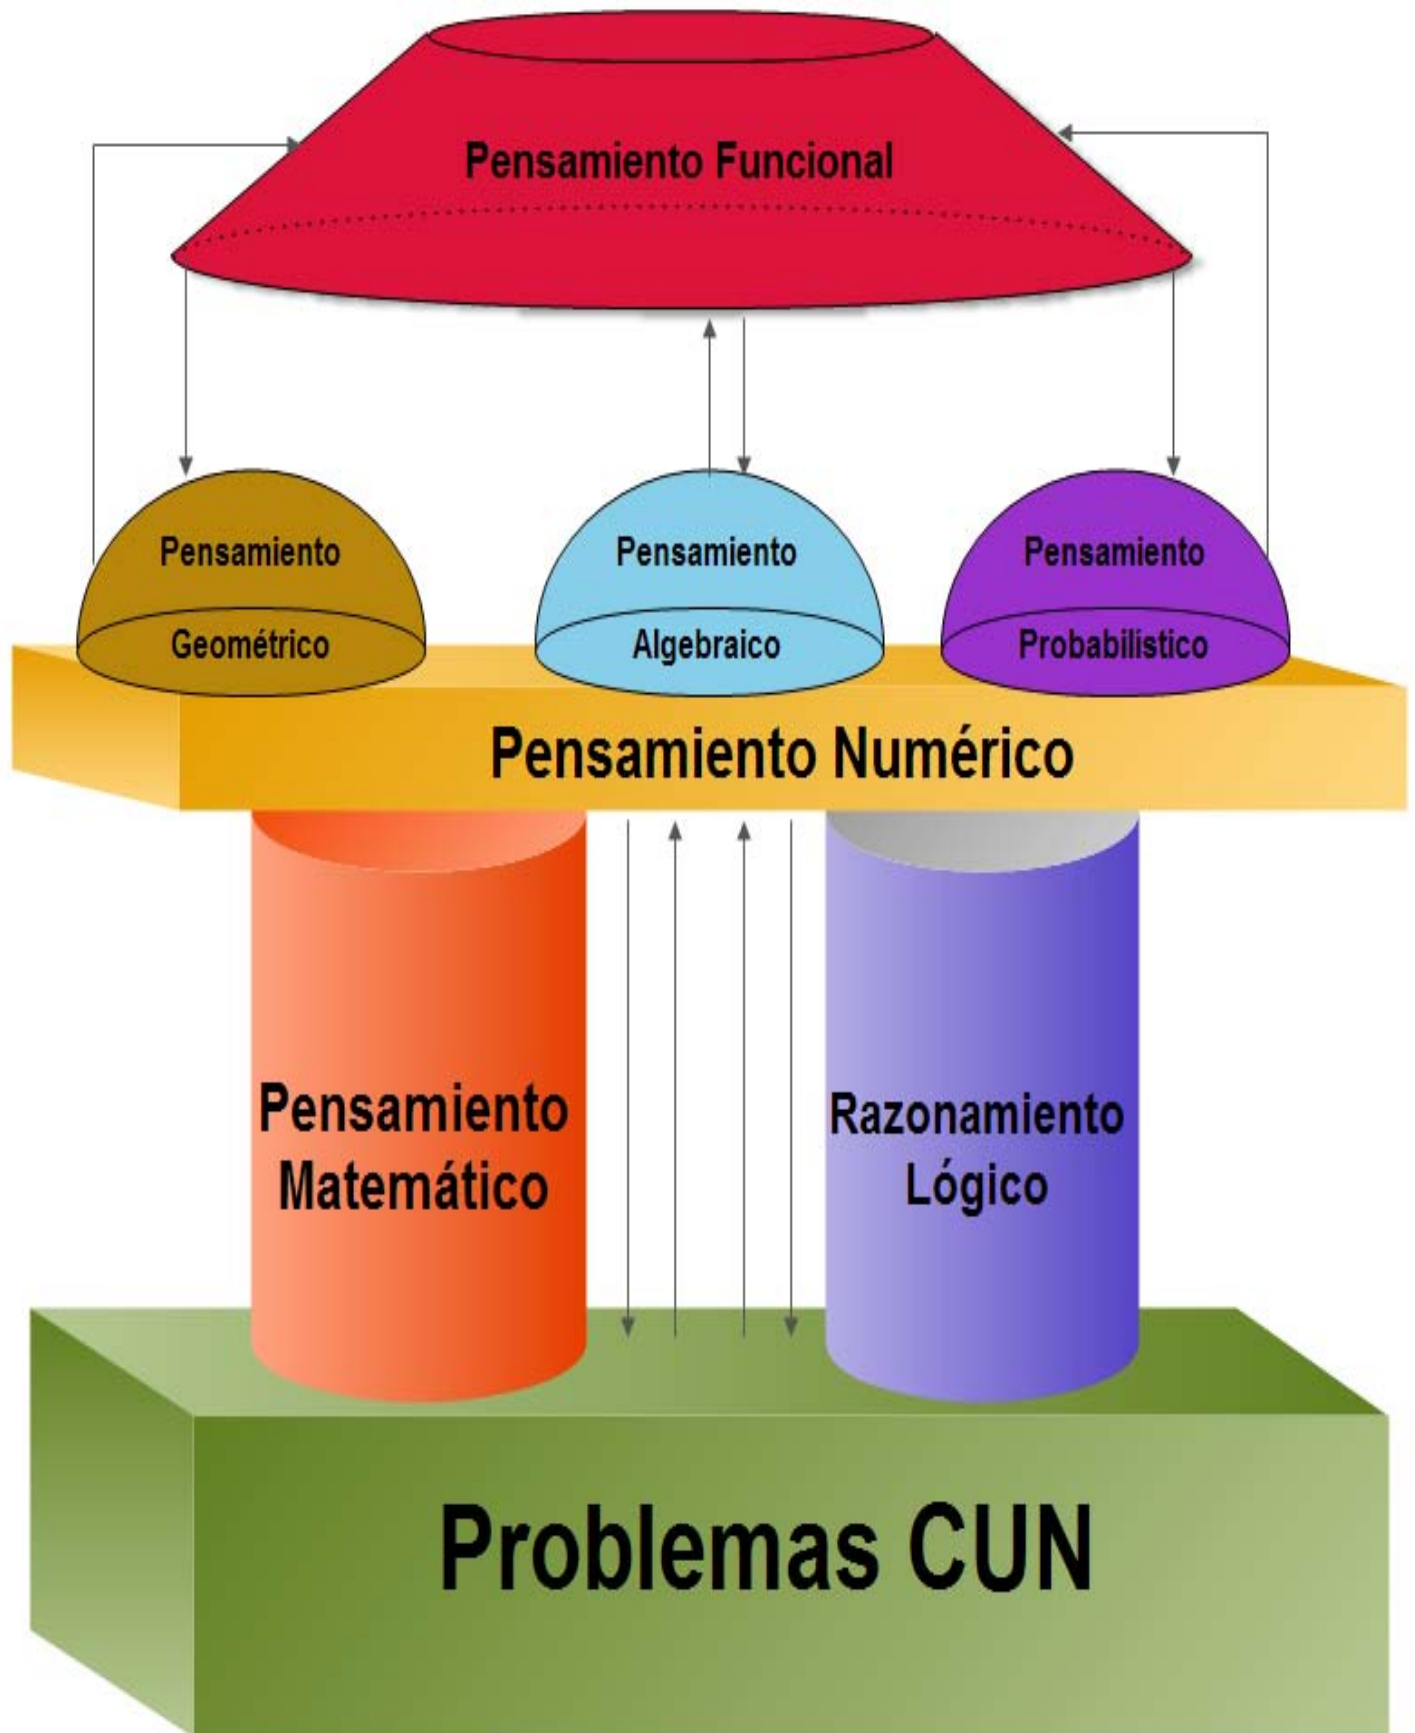 Pensamiento Funcional
Pensamiento
Geométrico
Pensamiento
Algebraico
Pensamiento
Probabilístico
Pensamiento Numérico
Pensamiento
Matemático
Razonamiento
Lógico
Problemas CUN